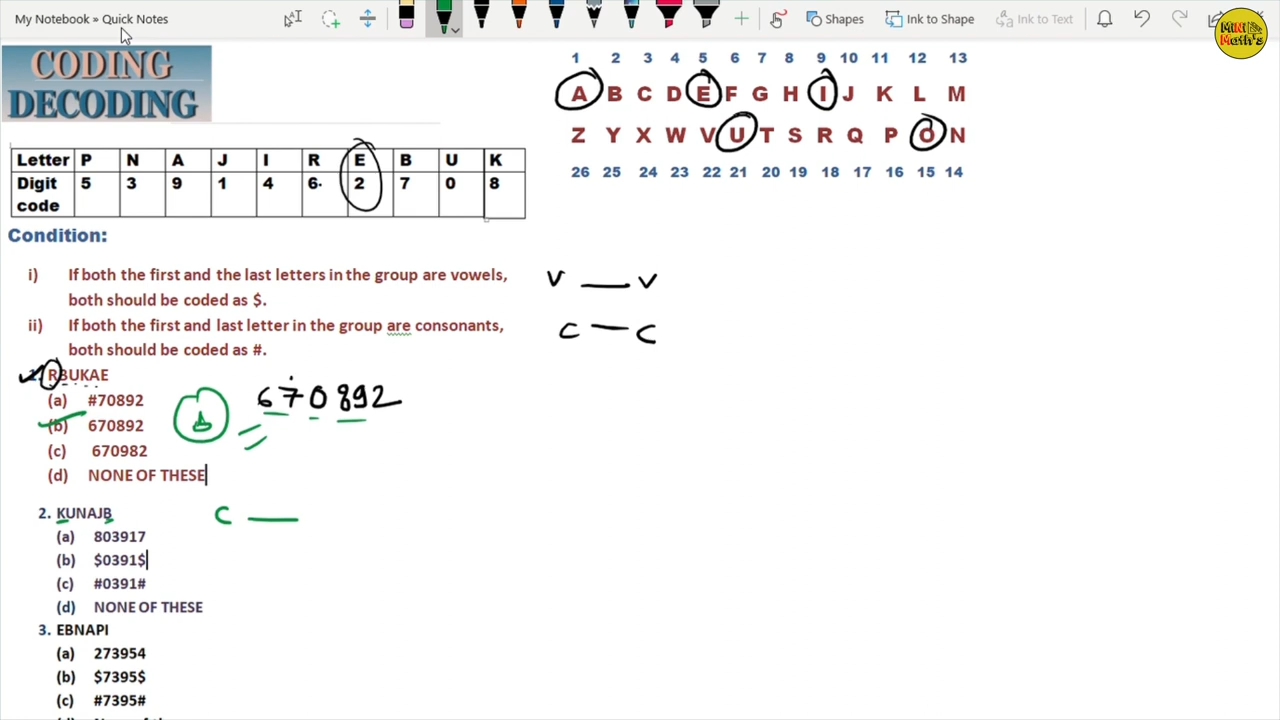 My Notebook » Quick Notes
Shapes
Ink to Shape
Ink to Text
MiNi Math's
CODING
DECODING
1 2 3 4 5 6 7 8 9 10 11 12 13
A B C D E F G H I J K L M
Z Y X W V U T S R Q P O N
26 25 24 23 22 21 20 19 18 17 16 15 14
Letter P N A J I R E B U K
Digit code 5 3 9 1 4 6 2 7 0 8
Condition:
i) If both the first and the last letters in the group are vowels,
both should be coded as $.
V __ V
ii) If both the first and last letter in the group are consonants,
both should be coded as #.
C — C
1. RBUKAE
(a) #70892
670892
(b) 670892
(c) 670982
(d) NONE OF THESE
2. KUNAJB
C __
(a) 803917
(b) $0391$
(c) #0391#
(d) NONE OF THESE
3. EBNAPI
(a) 273954
(b) $7395$
(c) #7395#